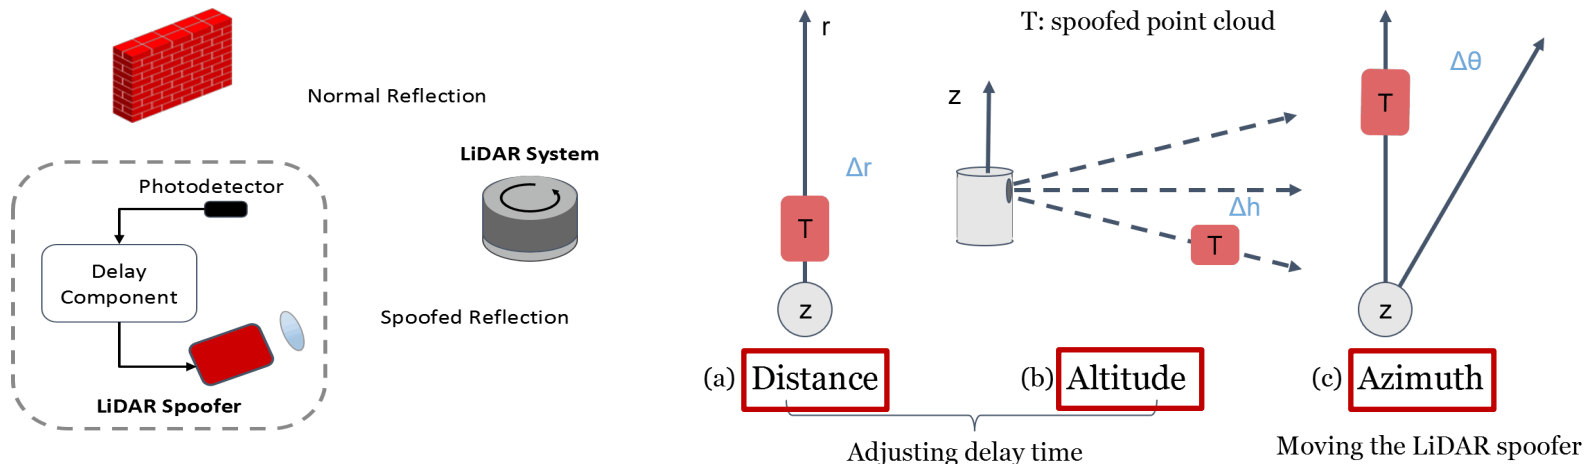 Normal Reflection
LiDAR System
Photodetector
Delay
Component
Spoofed Reflection
LiDAR Spoofer
T: spoofed point cloud
r
Δr
T
z
(a) Distance
z
Δh
T
(b) Altitude
Δθ
T
z
(c) Azimuth
Adjusting delay time
Moving the LiDAR spoofer